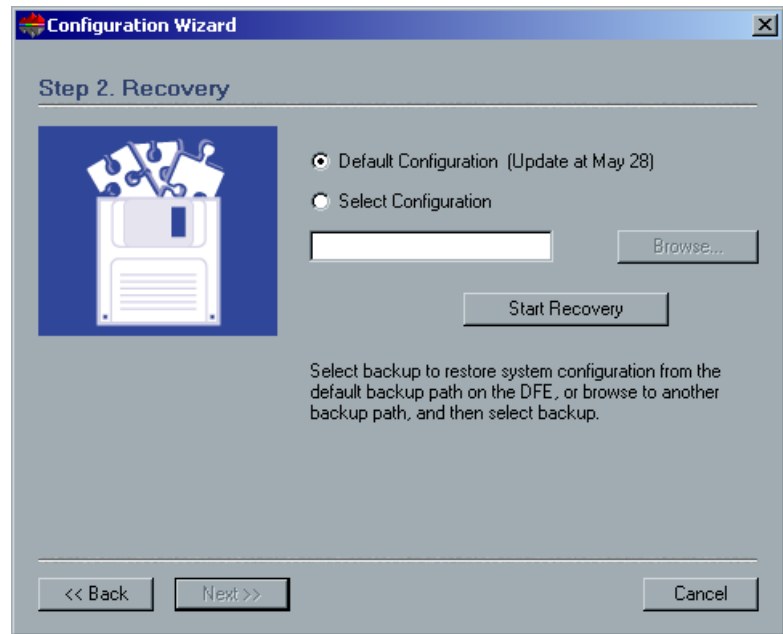 Configuration Wizard
Step 2. Recovery
Default Configuration (Update at May 28)
Select Configuration
Browse...
Start Recovery
Select backup to restore system configuration from the
default backup path on the DFE, or browse to another
backup path, and then select backup.
<< Back
Next >>
Cancel